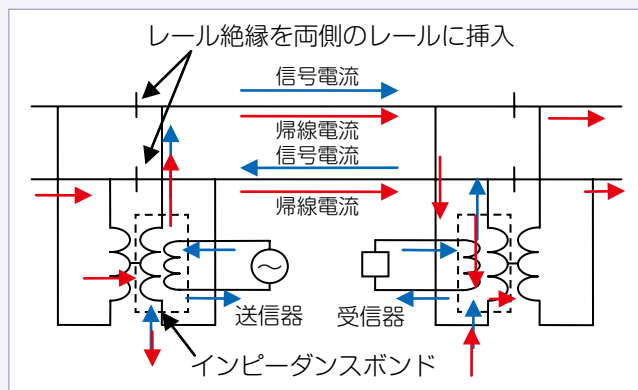 レール絶縁を両側のレールに挿入
信号電流
帰線電流
信号電流
帰線電流
送信器
受信器
インピーダンスボンド